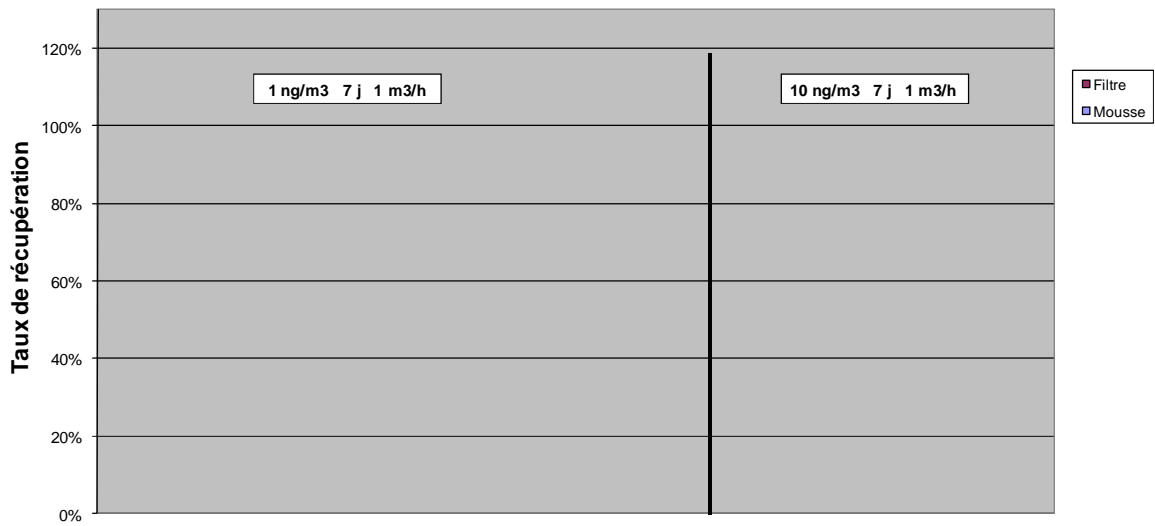 120%
1 ng/m3 7 j 1 m3/h
10 ng/m3 7 j 1 m3/h
Filtre
Mousse
100%
80%
60%
40%
20%
0%
Taux de récupération